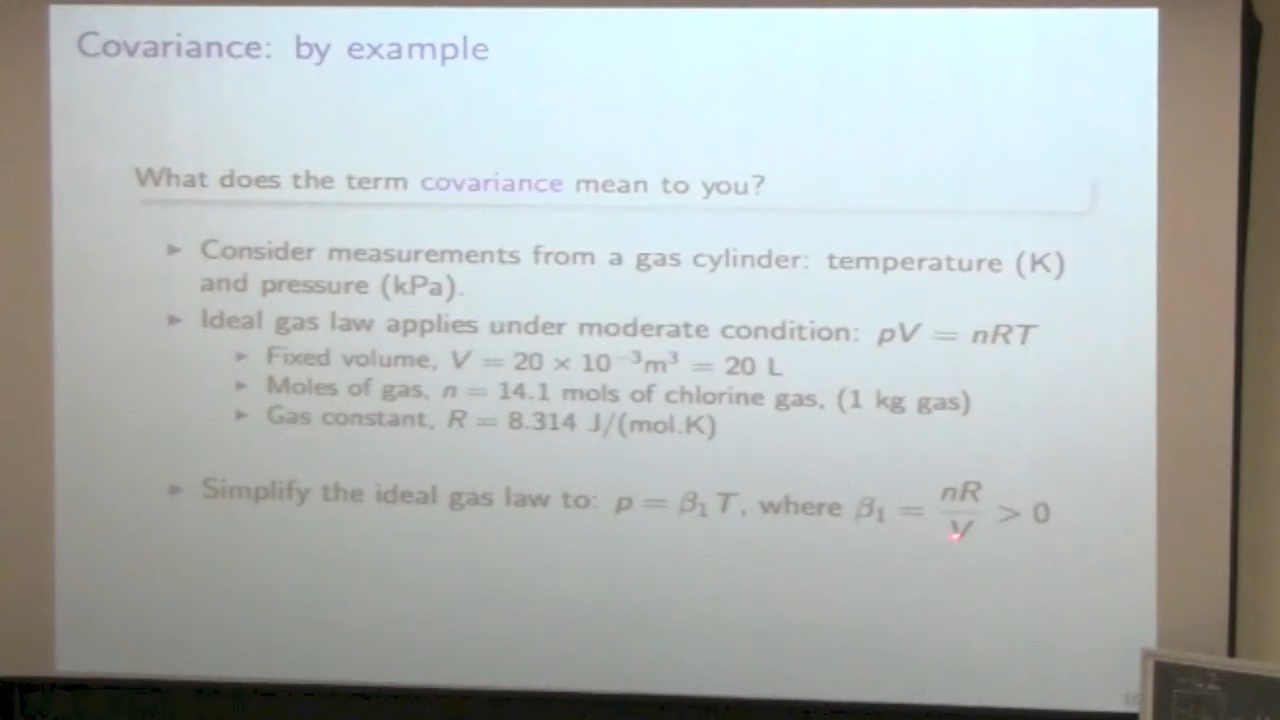 Covariance: by example
What does the term covariance mean to you?
► Consider measurements from a gas cylinder: temperature (K)
and pressure (kPa).
► Ideal gas law applies under moderate condition: pV = nRT
► Fixed volume, V = 20 × 10⁻³m³ = 20 L
► Moles of gas, n = 14.1 mols of chlorine gas, (1 kg gas)
► Gas constant, R = 8.314 J/(mol.K)
► Simplify the ideal gas law to: p = β₁T, where β₁ = nR/V > 0